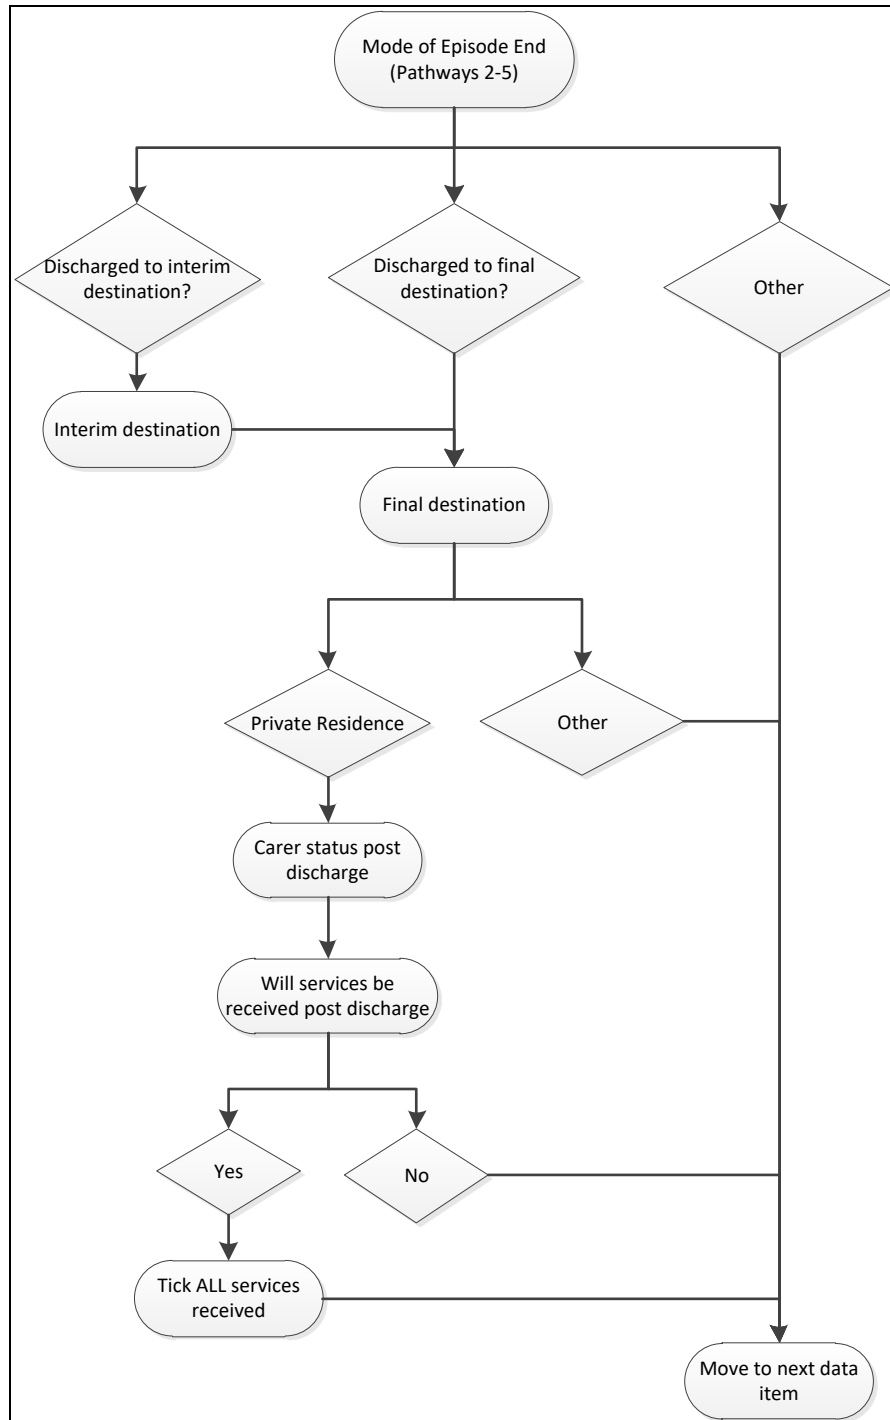 Mode of Episode End
(Pathways 2-5)
Discharged to interim
destination?
Discharged to final
destination?
Other
Interim destination
Final destination
Private Residence
Other
Carer status post
discharge
Will services be
received post discharge
Yes
No
Tick ALL services
received
Move to next data
item